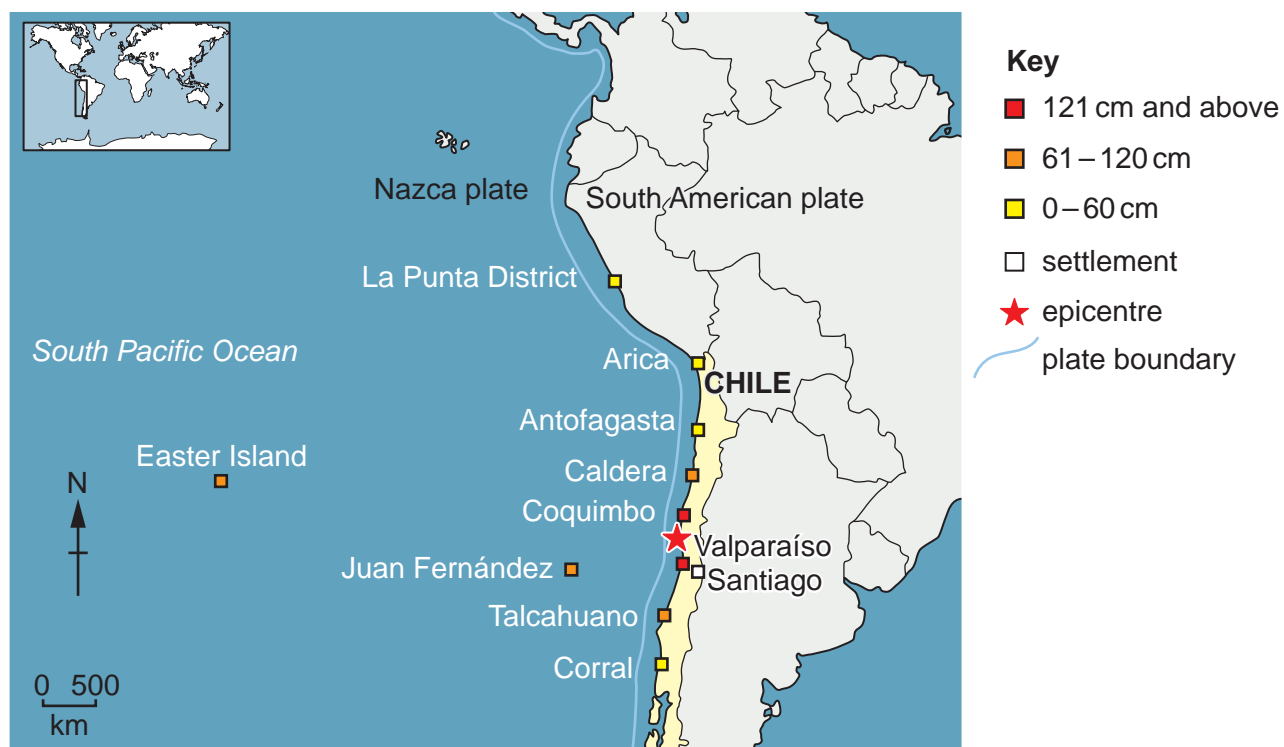 Nazca plate
South American plate
La Punta District
South Pacific Ocean
Arica
CHILE
Antofagasta
Easter Island
Caldera
N
Coquimbo
Valparaíso
Juan Fernández
Santiago
Talcahuano
Corral
0 500
km
Key
121 cm and above
61 – 120 cm
0 – 60 cm
settlement
epicentre
plate boundary